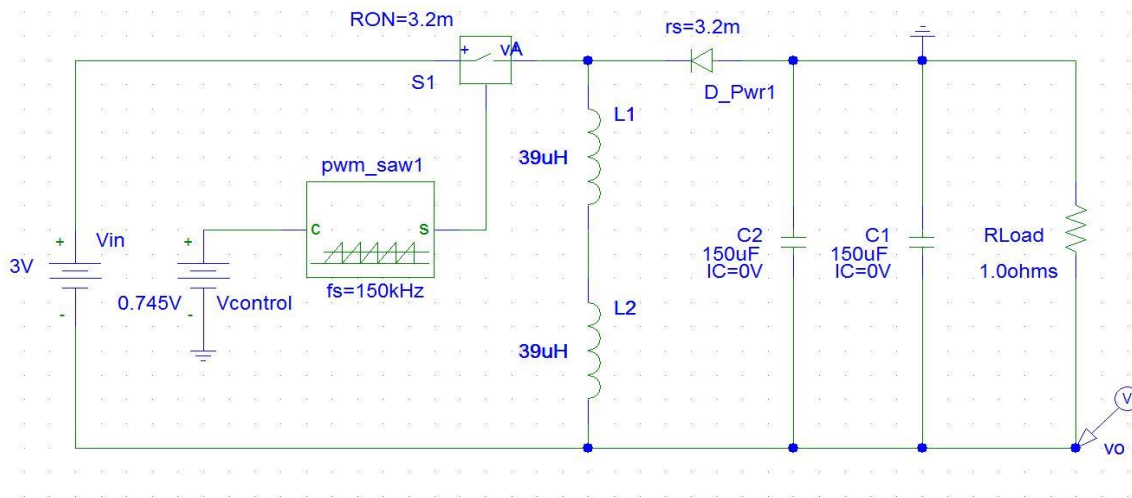 RON=3.2m
rs=3.2m
+
vA
S1
D_Pwr1
L1
39uH
pwm_saw1
C
S
fs=150kHz
+
Vin
3V
-
+
0.745V
Vcontrol
-
L2
39uH
C2
150uF
IC=0V
C1
150uF
IC=0V
RLoad
1.0ohms
V
vo